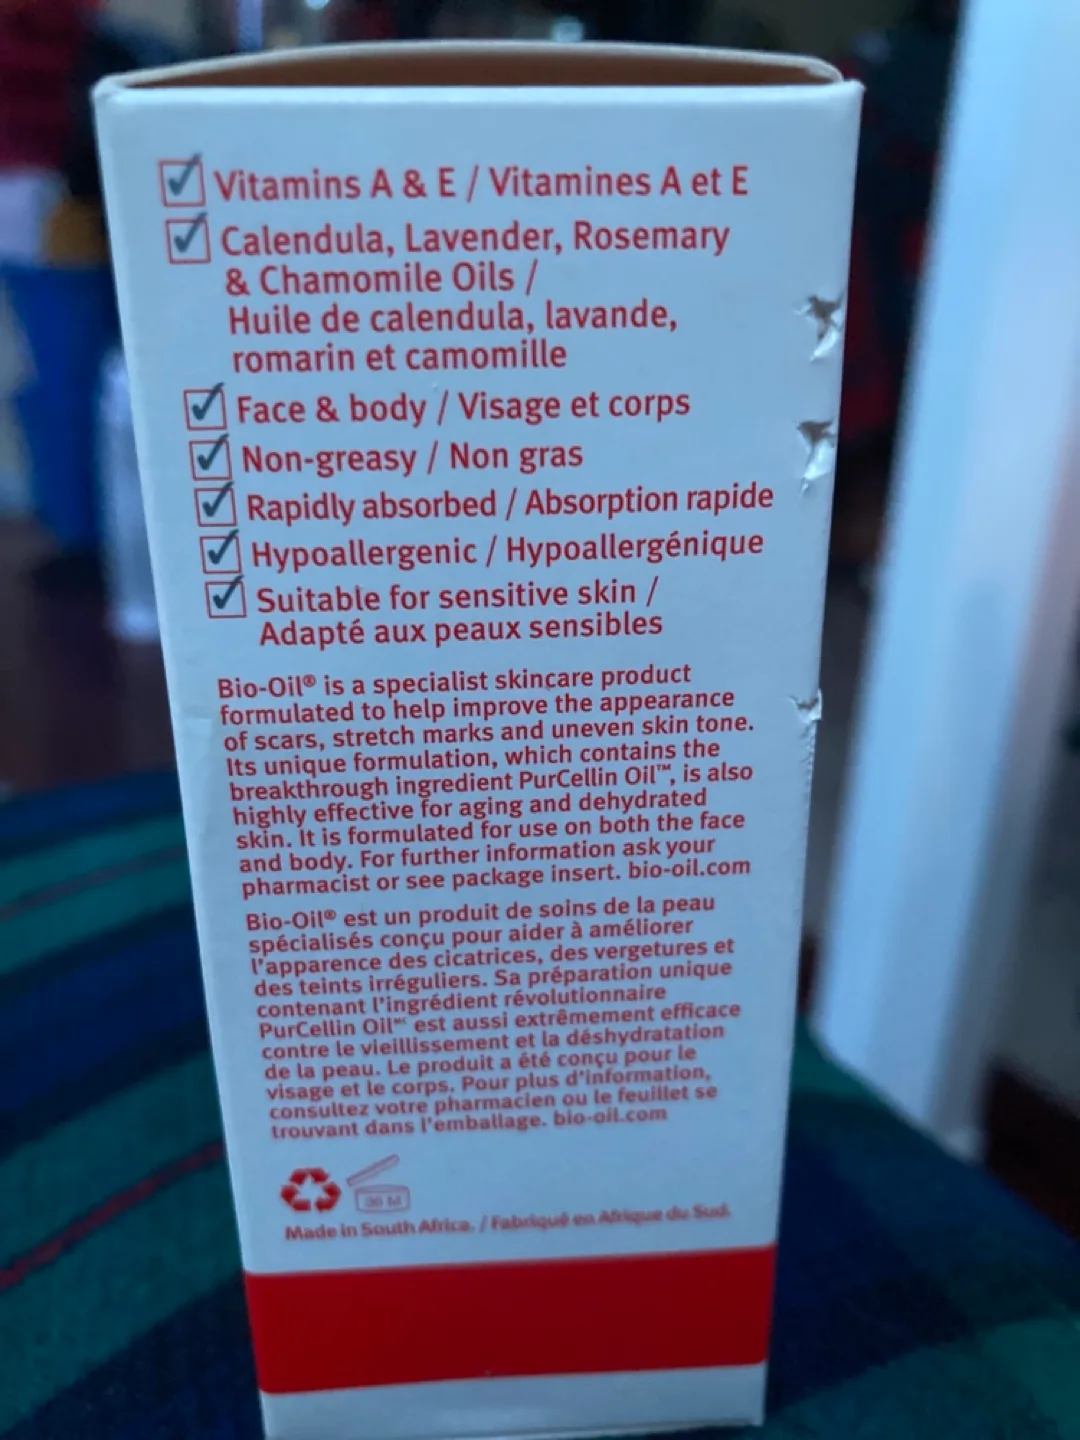 Vitamins A & E / Vitamines A et E
Calendula, Lavender, Rosemary
& Chamomile Oils /
Huile de calendula, lavande,
romarin et camomille
Face & body / Visage et corps
Non-greasy / Non gras
Rapidly absorbed / Absorption rapide
Hypoallergenic / Hypoallergénique
Suitable for sensitive skin /
Adapté aux peaux sensibles
Bio-Oil® is a specialist skincare product
formulated to help improve the appearance
of scars, stretch marks and uneven skin tone.
Its unique formulation, which contains the
breakthrough ingredient PurCellin Oil™, is also
highly effective for aging and dehydrated
skin. It is formulated for use on both the face
and body. For further information ask your
pharmacist or see package insert. bio-oil.com
Bio-Oil® est un produit de soins de la peau
spécialisés conçu pour aider à améliorer
l'apparence des cicatrices, des vergetures et
des teints irréguliers. Sa préparation unique
contenant l'ingrédient révolutionnaire
PurCellin Oil est aussi extrêmement efficace
contre le vieillissement et la déshydratation
de la peau. Le produit a été conçu pour le
visage et le corps. Pour plus d'information,
consultez votre pharmacien ou le feuillet se
trouvant dans l'emballage. bio-oil.com
Made in South Africa. / Fabriqué en Afrique du Sud.